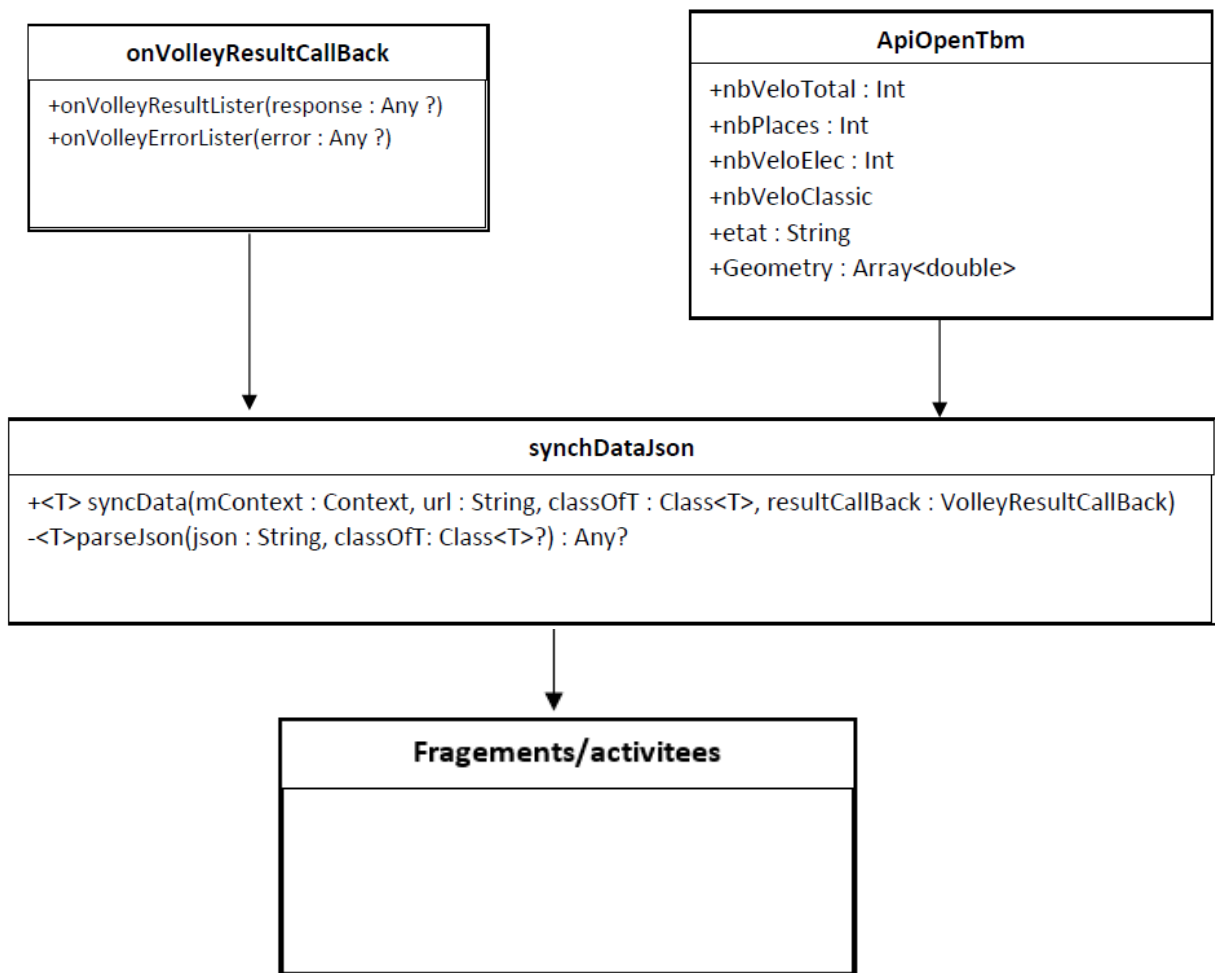 onVolleyResultCallBack
+onVolleyResultLister(response : Any ?)
+onVolleyErrorLister(error : Any ?)
ApiOpenTbm
+nbVeloTotal : Int
+nbPlaces : Int
+nbVeloElec : Int
+nbVeloClassic
+etat : String
+Geometry : Array<double>
synchDataJson
+<T> syncData(mContext : Context, url : String, classOfT : Class<T>, resultCallBack : VolleyResultCallBack)
-<T>parseJson(json : String, classOfT: Class<T>?) : Any?
Fragements/activitees